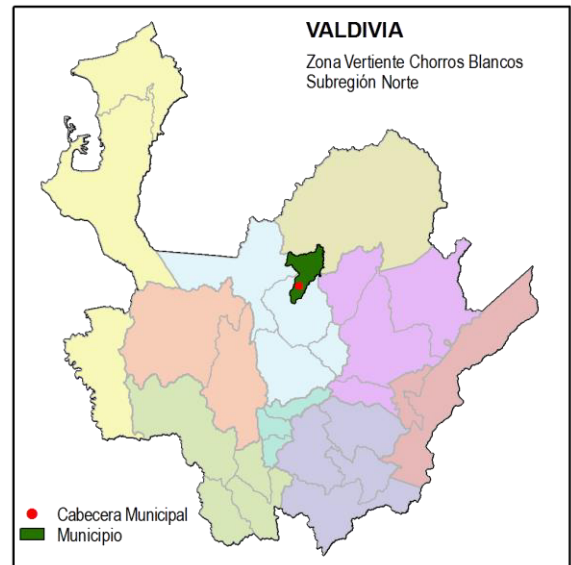 VALDIVIA
Zona Vertiente Chorros Blancos
Subregión Norte
Cabecera Municipal
Municipio